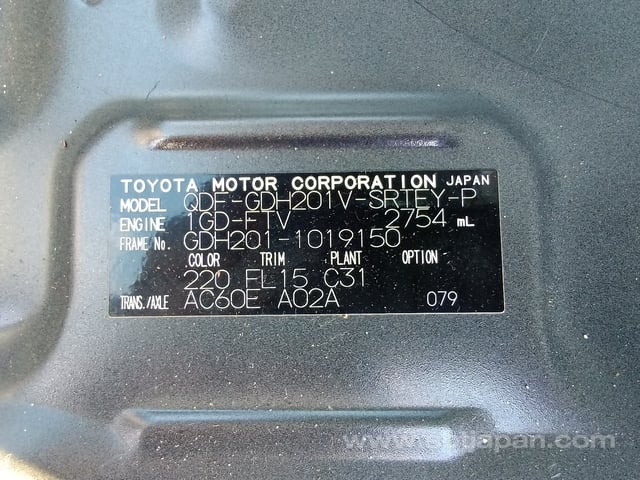 TOYOTA MOTOR CORPORATION JAPAN
MODEL QDF-GDH201V-SRTEY-P
ENGINE 1GD-FTV 2754 mL
FRAME No. GDH201-1019150
COLOR TRIM PLANT OPTION
220 FL15 C31
TRANS./AXLE AC60E A02A 079